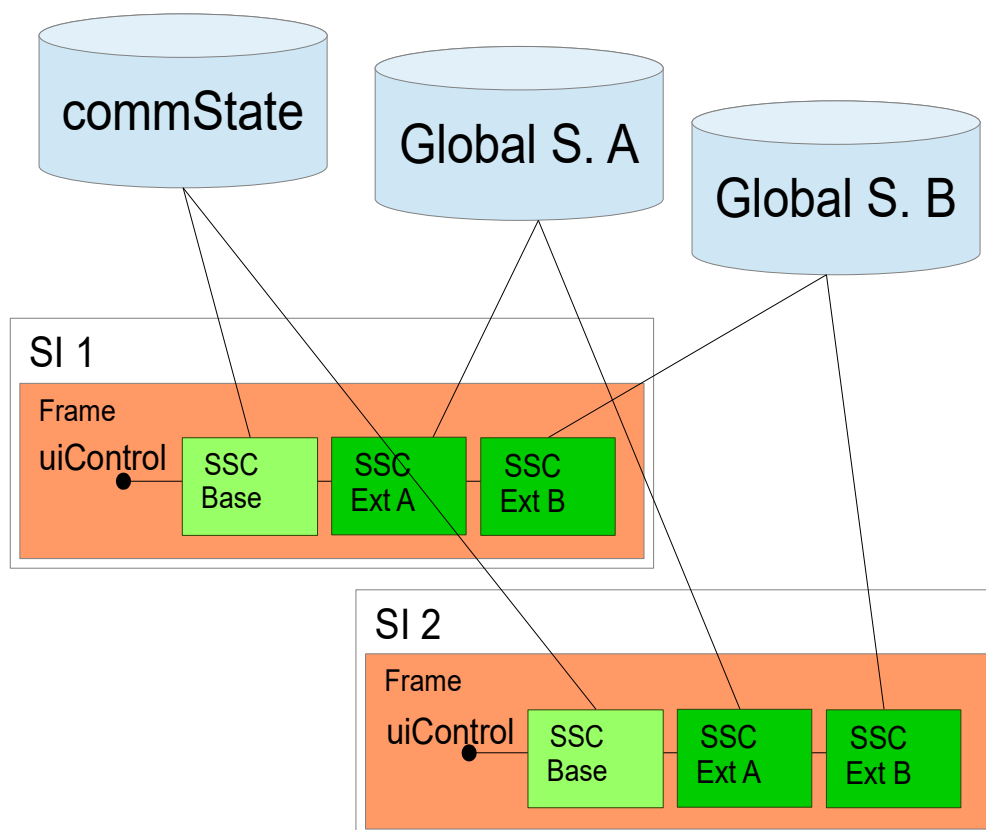 commState
Global S. A
Global S. B
SI 1
Frame
uiControl
SSC
Base
SSC
Ext A
SSC
Ext B
SI 2
Frame
uiControl
SSC
Base
SSC
Ext A
SSC
Ext B